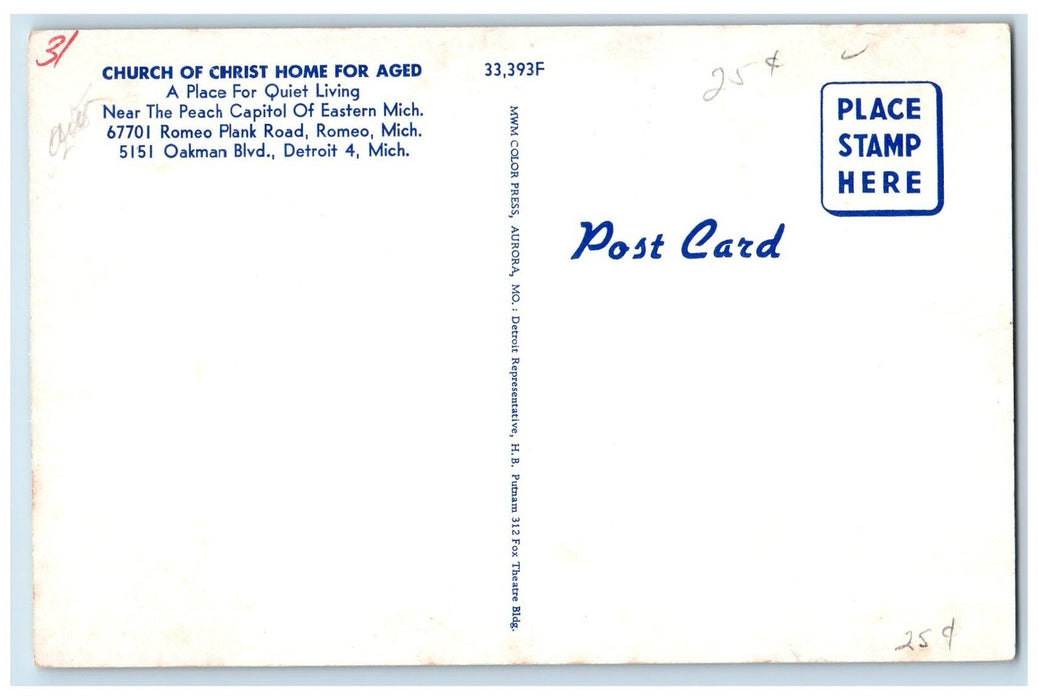 31
CHURCH OF CHRIST HOME FOR AGED
A Place For Quiet Living
Near The Peach Capitol Of Eastern Mich.
67701 Romeo Plank Road, Romeo, Mich.
5151 Oakman Blvd., Detroit 4, Mich.
33,393F
MWM COLOR PRESS, AURORA, MO.: Detroit Representative, H.B. Putnam 312 Fox Theatre Bldg.
25¢
PLACE
STAMP
HERE
Post Card
25¢